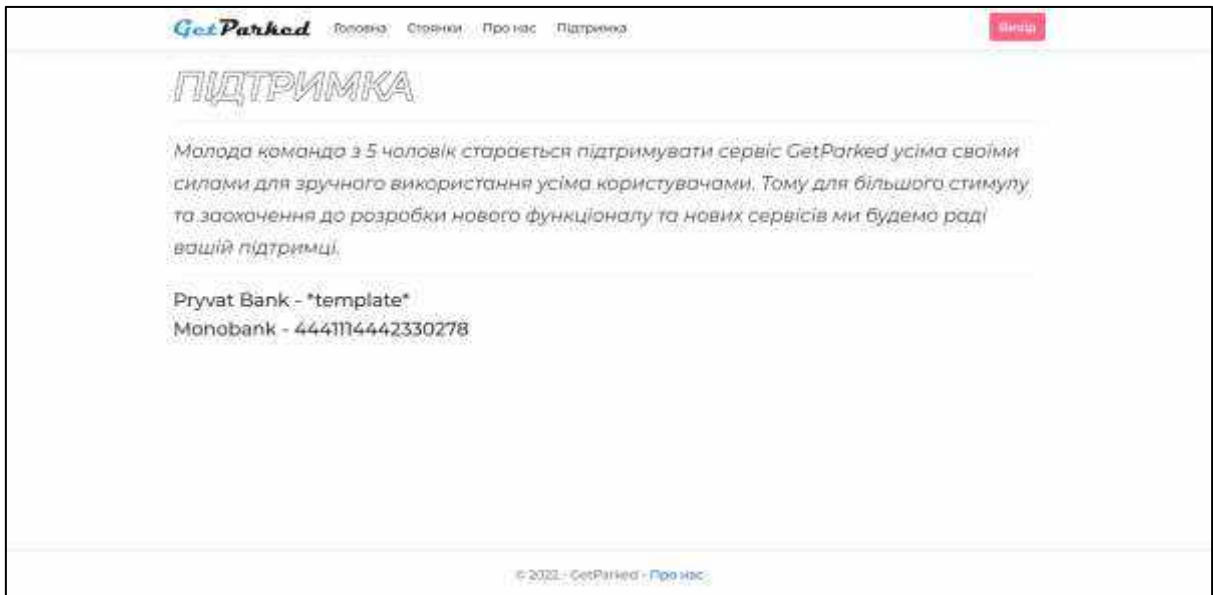 GetParked Головна Стоянки Про нас Підтримка Вихід
ПІДТРИМКА
Молода команда з 5 чоловік старається підтримувати сервіс GetParked усіма своїми
силами для зручного використання усіма користувачами. Тому для більшого стимулу
та заохочення до розробки нового функціоналу та нових сервісів ми будемо раді
вашій підтримці.
Pryvat Bank - *template*
Monobank - 4441114442330278
© 2022 - GetParked - Про нас